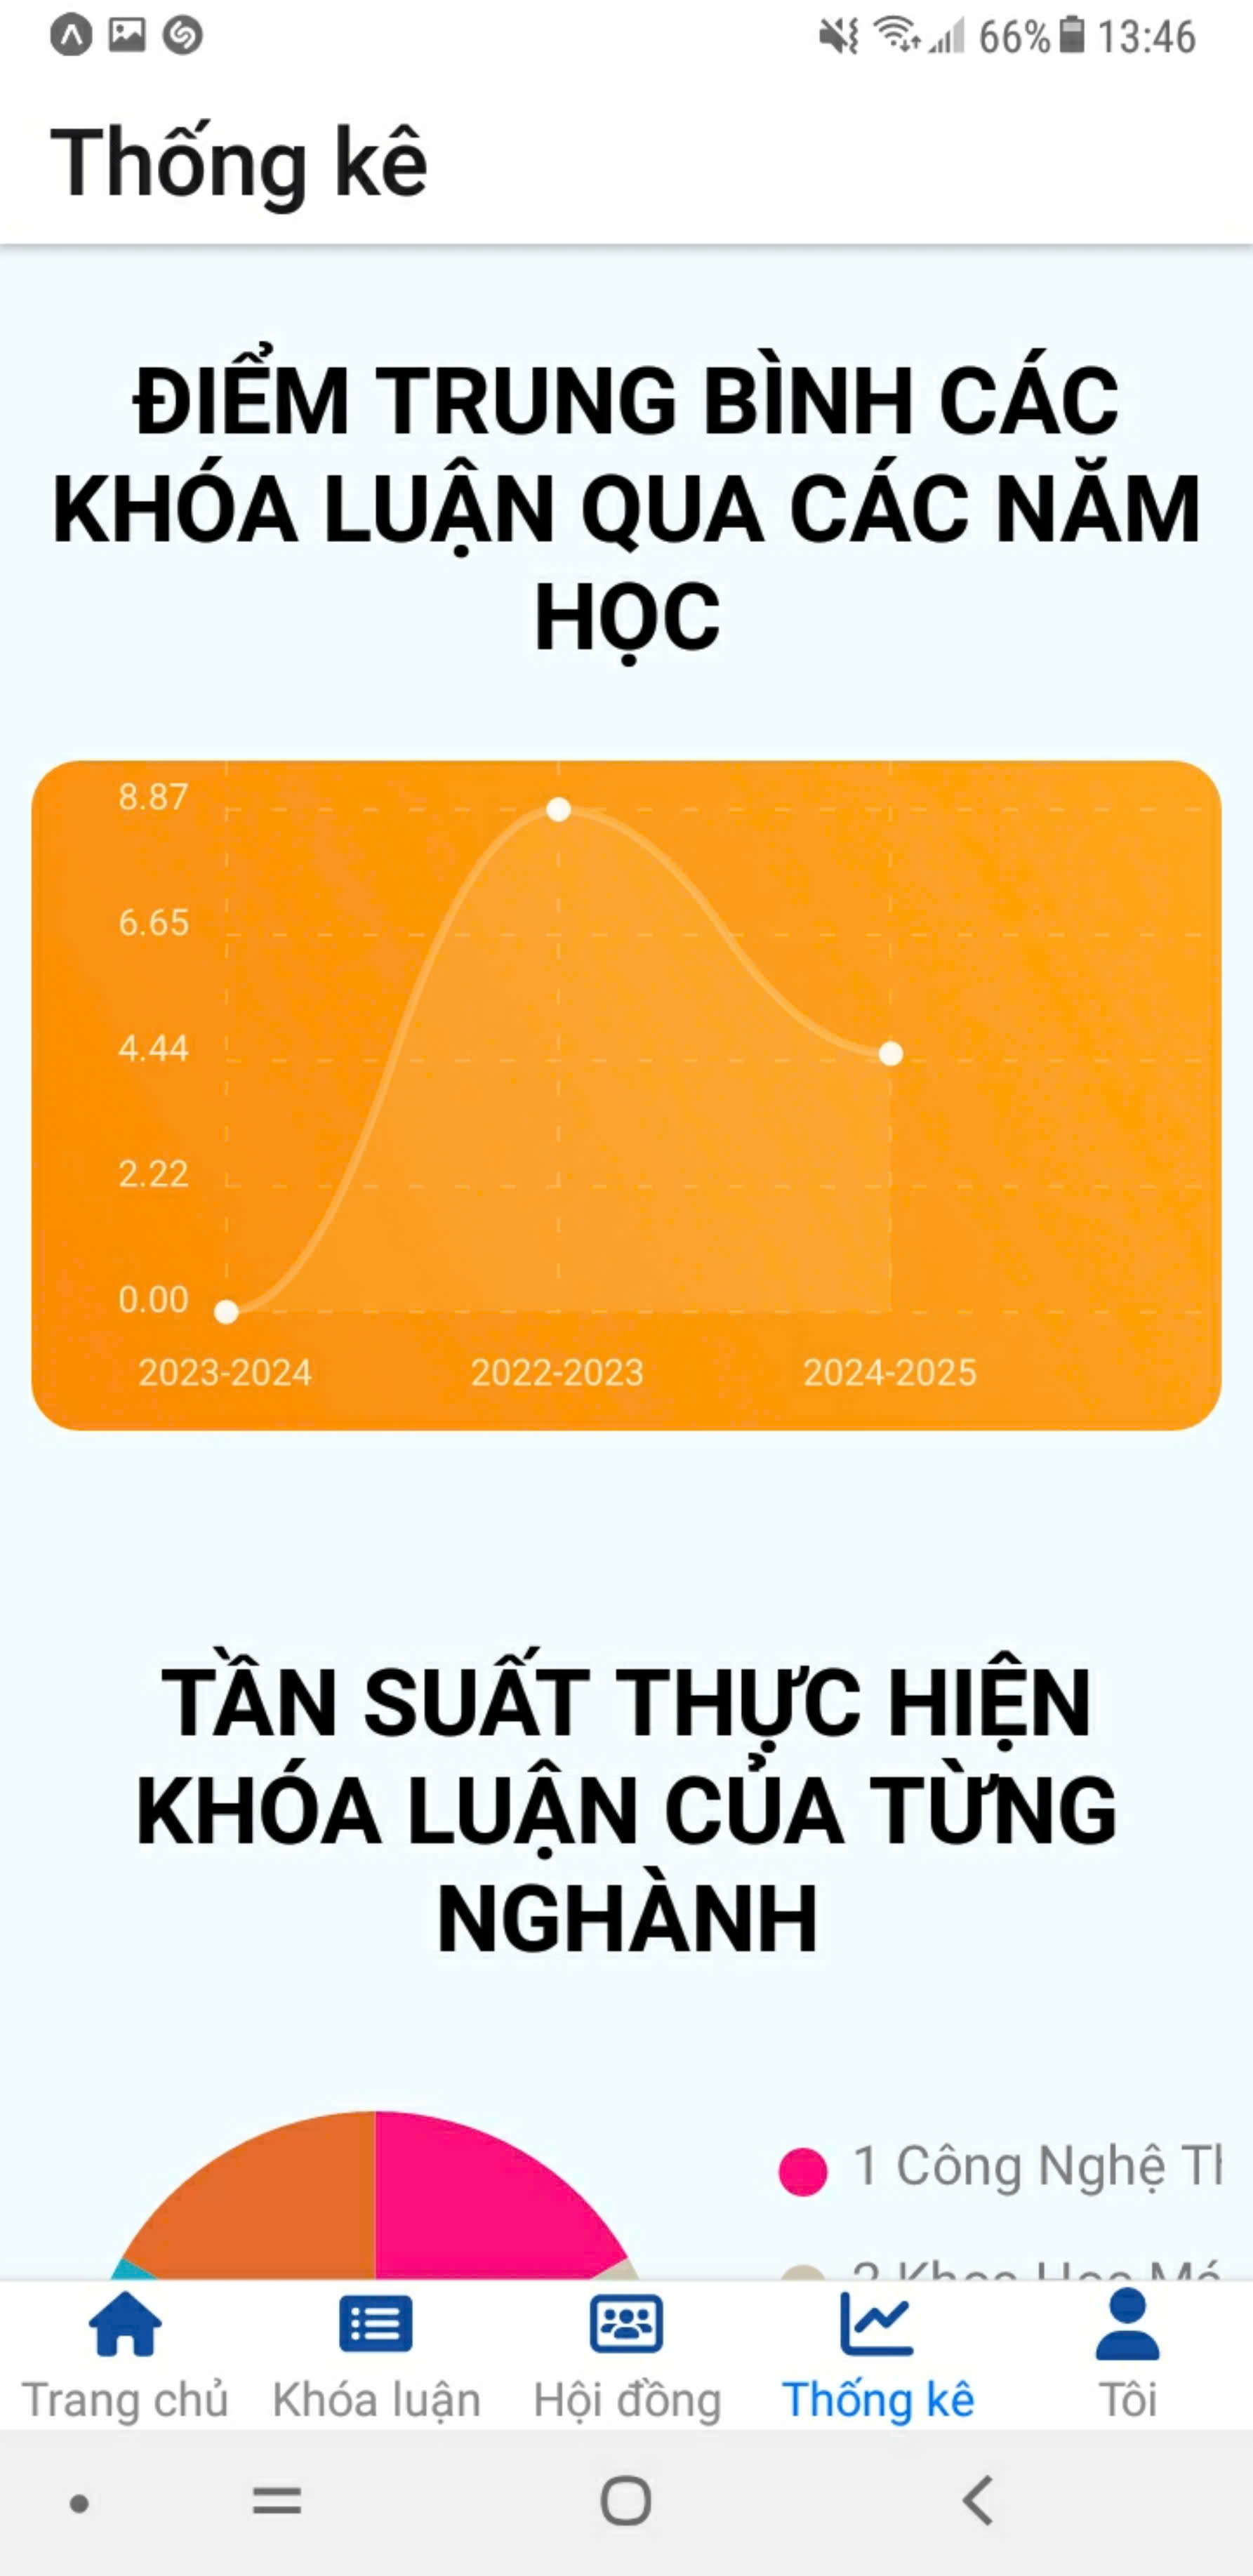 66% 13:46
Thống kê
ĐIỂM TRUNG BÌNH CÁC
KHÓA LUẬN QUA CÁC NĂM
HỌC
8.87
6.65
4.44
2.22
0.00
2023-2024 2022-2023 2024-2025
TẦN SUẤT THỰC HIỆN
KHÓA LUẬN CỦA TỪNG
NGHÀNH
1 Công Nghệ
Trang chủ Khóa luận Hội đồng Thống kê Tôi